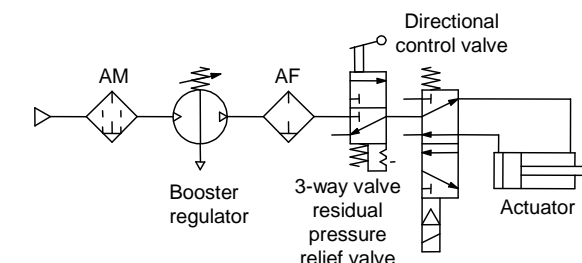 Directional
control valve
AM
AF
Booster
regulator
3-way valve
residual
pressure
relief valve
Actuator